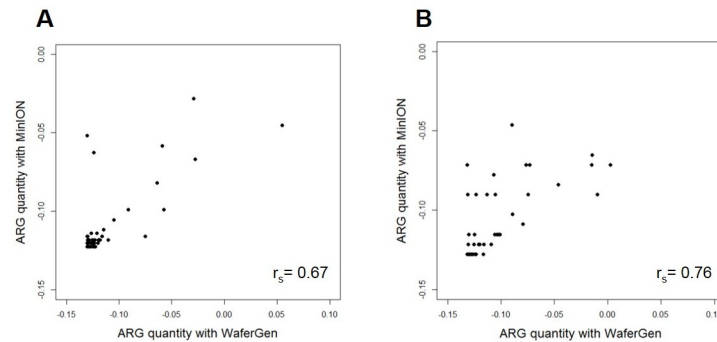 A
B
0.00
-0.05
-0.10
-0.15
ARG quantity with MinION
-0.15
-0.10
-0.05
0.00
0.05
0.10
ARG quantity with WaferGen
rs= 0.67
0.00
-0.05
-0.10
-0.15
ARG quantity with MinION
-0.15
-0.10
-0.05
0.00
0.05
0.10
ARG quantity with WaferGen
rs= 0.76